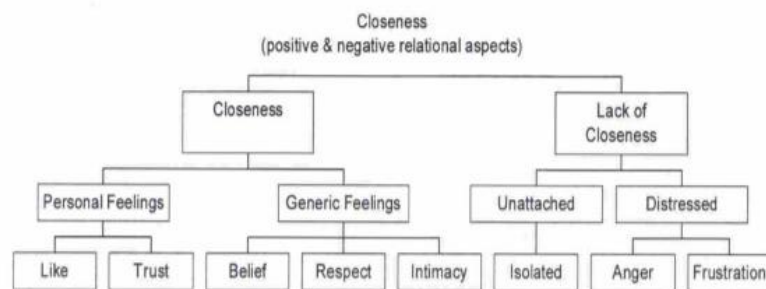 Closeness
(positive & negative relational aspects)
Closeness
Lack of
Closeness
Personal Feelings
Generic Feelings
Unattached
Distressed
Like
Trust
Belief
Respect
Intimacy
Isolated
Anger
Frustration